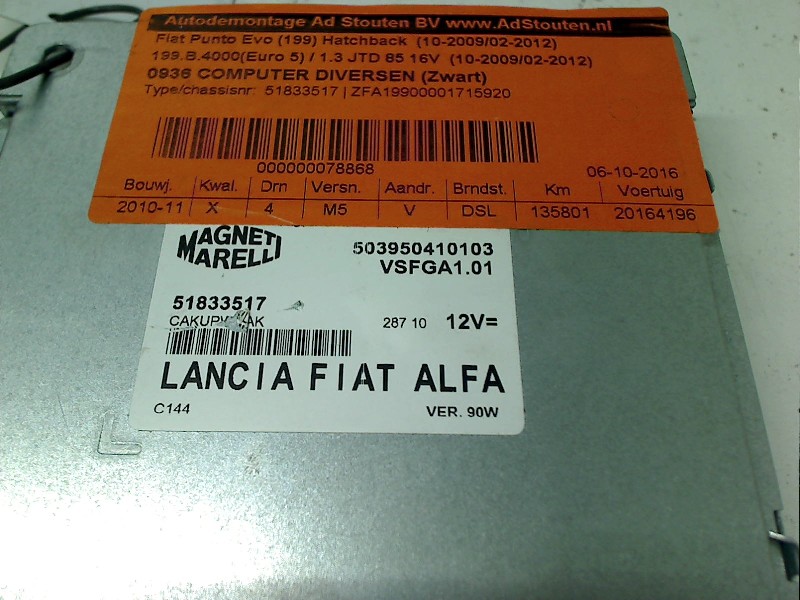 Autodemontage Ad Stouten BV www.AdStouten.nl
Fiat Punto Evo (199) Hatchback (10-2009/02-2012)
199.B.4000(Euro 5) / 1.3 JTD 85 16V (10-2009/02-2012)
0936 COMPUTER DIVERSEN (Zwart)
Type/chassisnr: 51833517 | ZFA19900001715920
000000078868
06-10-2016
Bouwj. Kwal. Drn Versn. Aandr. Brndst. Km Voertuig
2010-11 X 4 M5 V DSL 135801 20164196
MAGNETI MARELLI
503950410103
VSFGA1.01
51833517
287 10 12V=
LANCIA FIAT ALFA
C144 VER. 90W